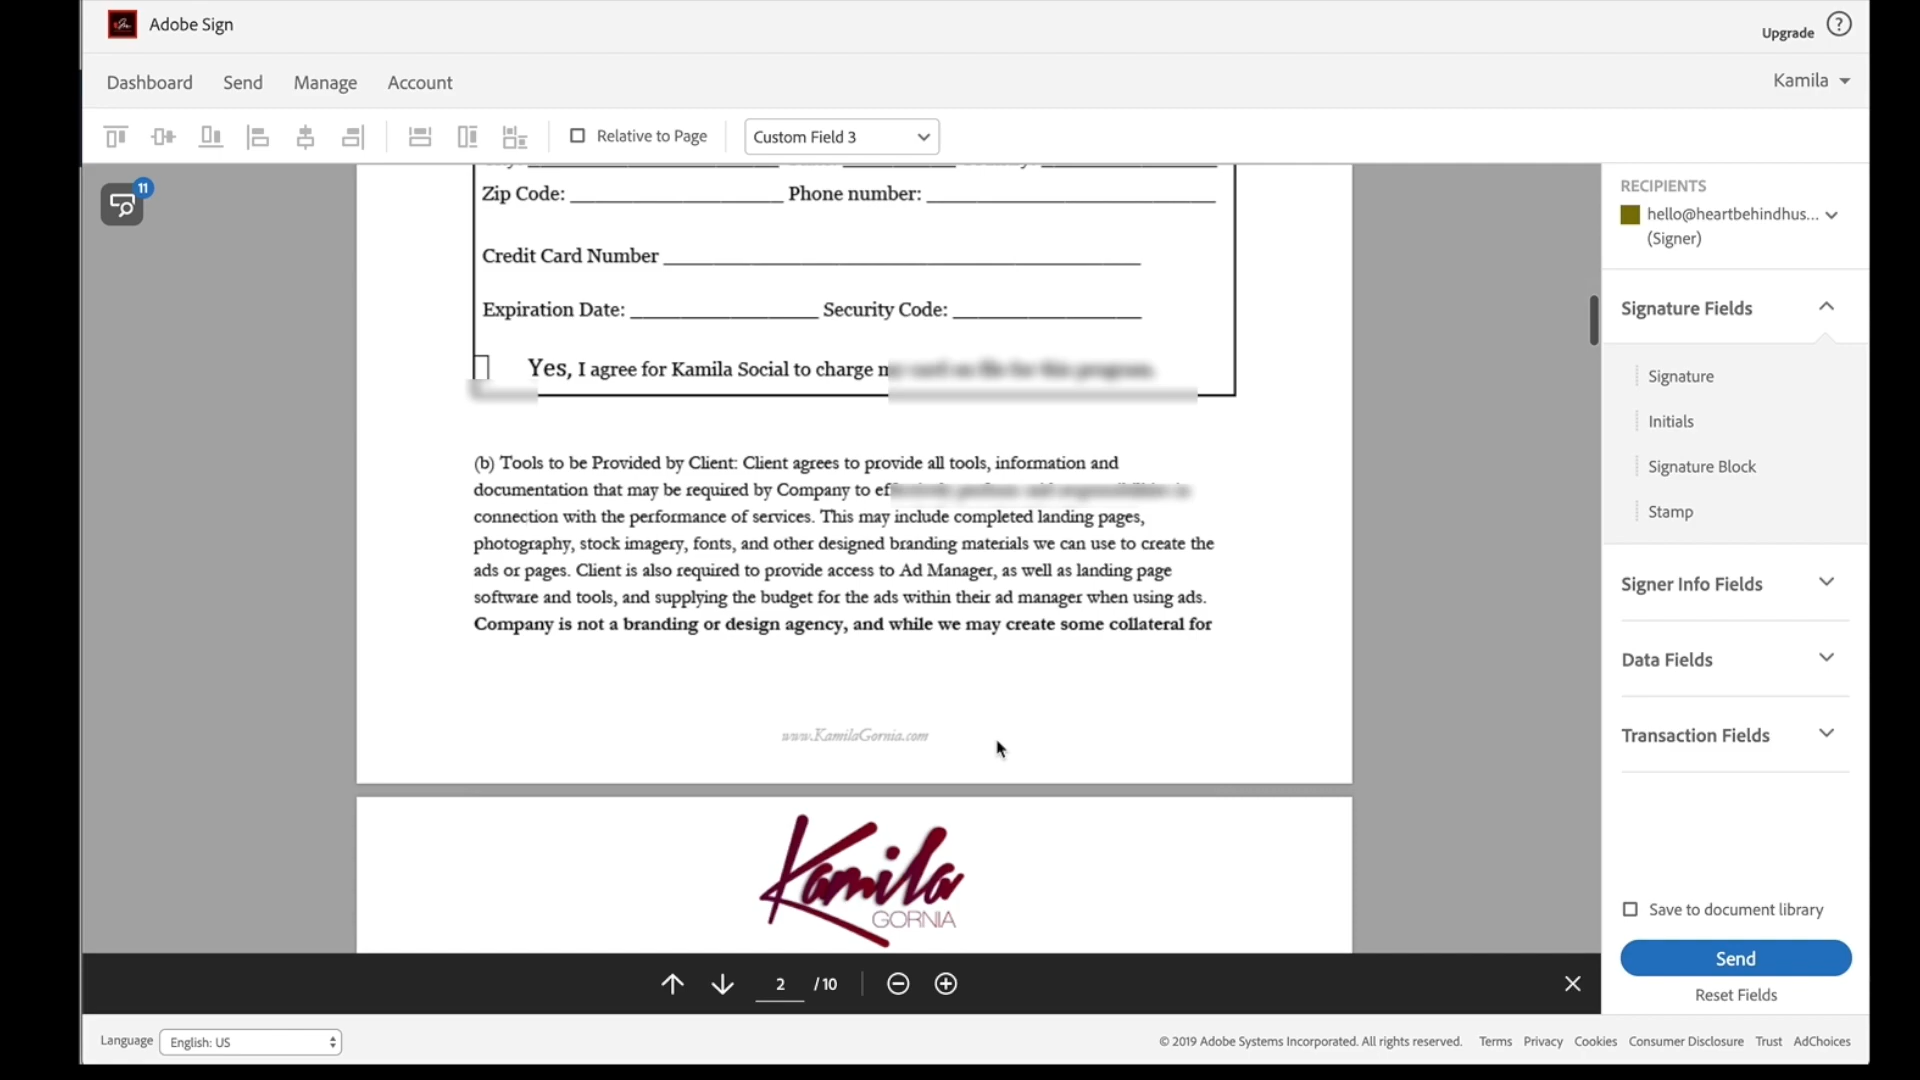 Adobe Sign
Upgrade ?
Dashboard Send Manage Account
Kamila
Relative to Page
Custom Field 3
11
Zip Code: ____________________ Phone number: ____________________
Credit Card Number ____________________
Expiration Date: ____________________ Security Code: ____________________
Yes, I agree for Kamila Social to charge
(b) Tools to be Provided by Client: Client agrees to provide all tools, information and
documentation that may be required by Company to
connection with the performance of services. This may include completed landing pages,
photography, stock imagery, fonts, and other designed branding materials we can use to create the
ads or pages. Client is also required to provide access to Ad Manager, as well as landing page
software and tools, and supplying the budget for the ads within their ad manager when using ads.
Company is not a branding or design agency, and while we may create some collateral for
www.KamilaGornia.com
Kamila
GORNIA
2 / 10
RECIPIENTS
hello@heartbehindhus...
(Signer)
Signature Fields
Signature
Initials
Signature Block
Stamp
Signer Info Fields
Data Fields
Transaction Fields
Save to document library
Send
Reset Fields
Language English: US
© 2019 Adobe Systems Incorporated. All rights reserved. Terms Privacy Cookies Consumer Disclosure Trust AdChoices